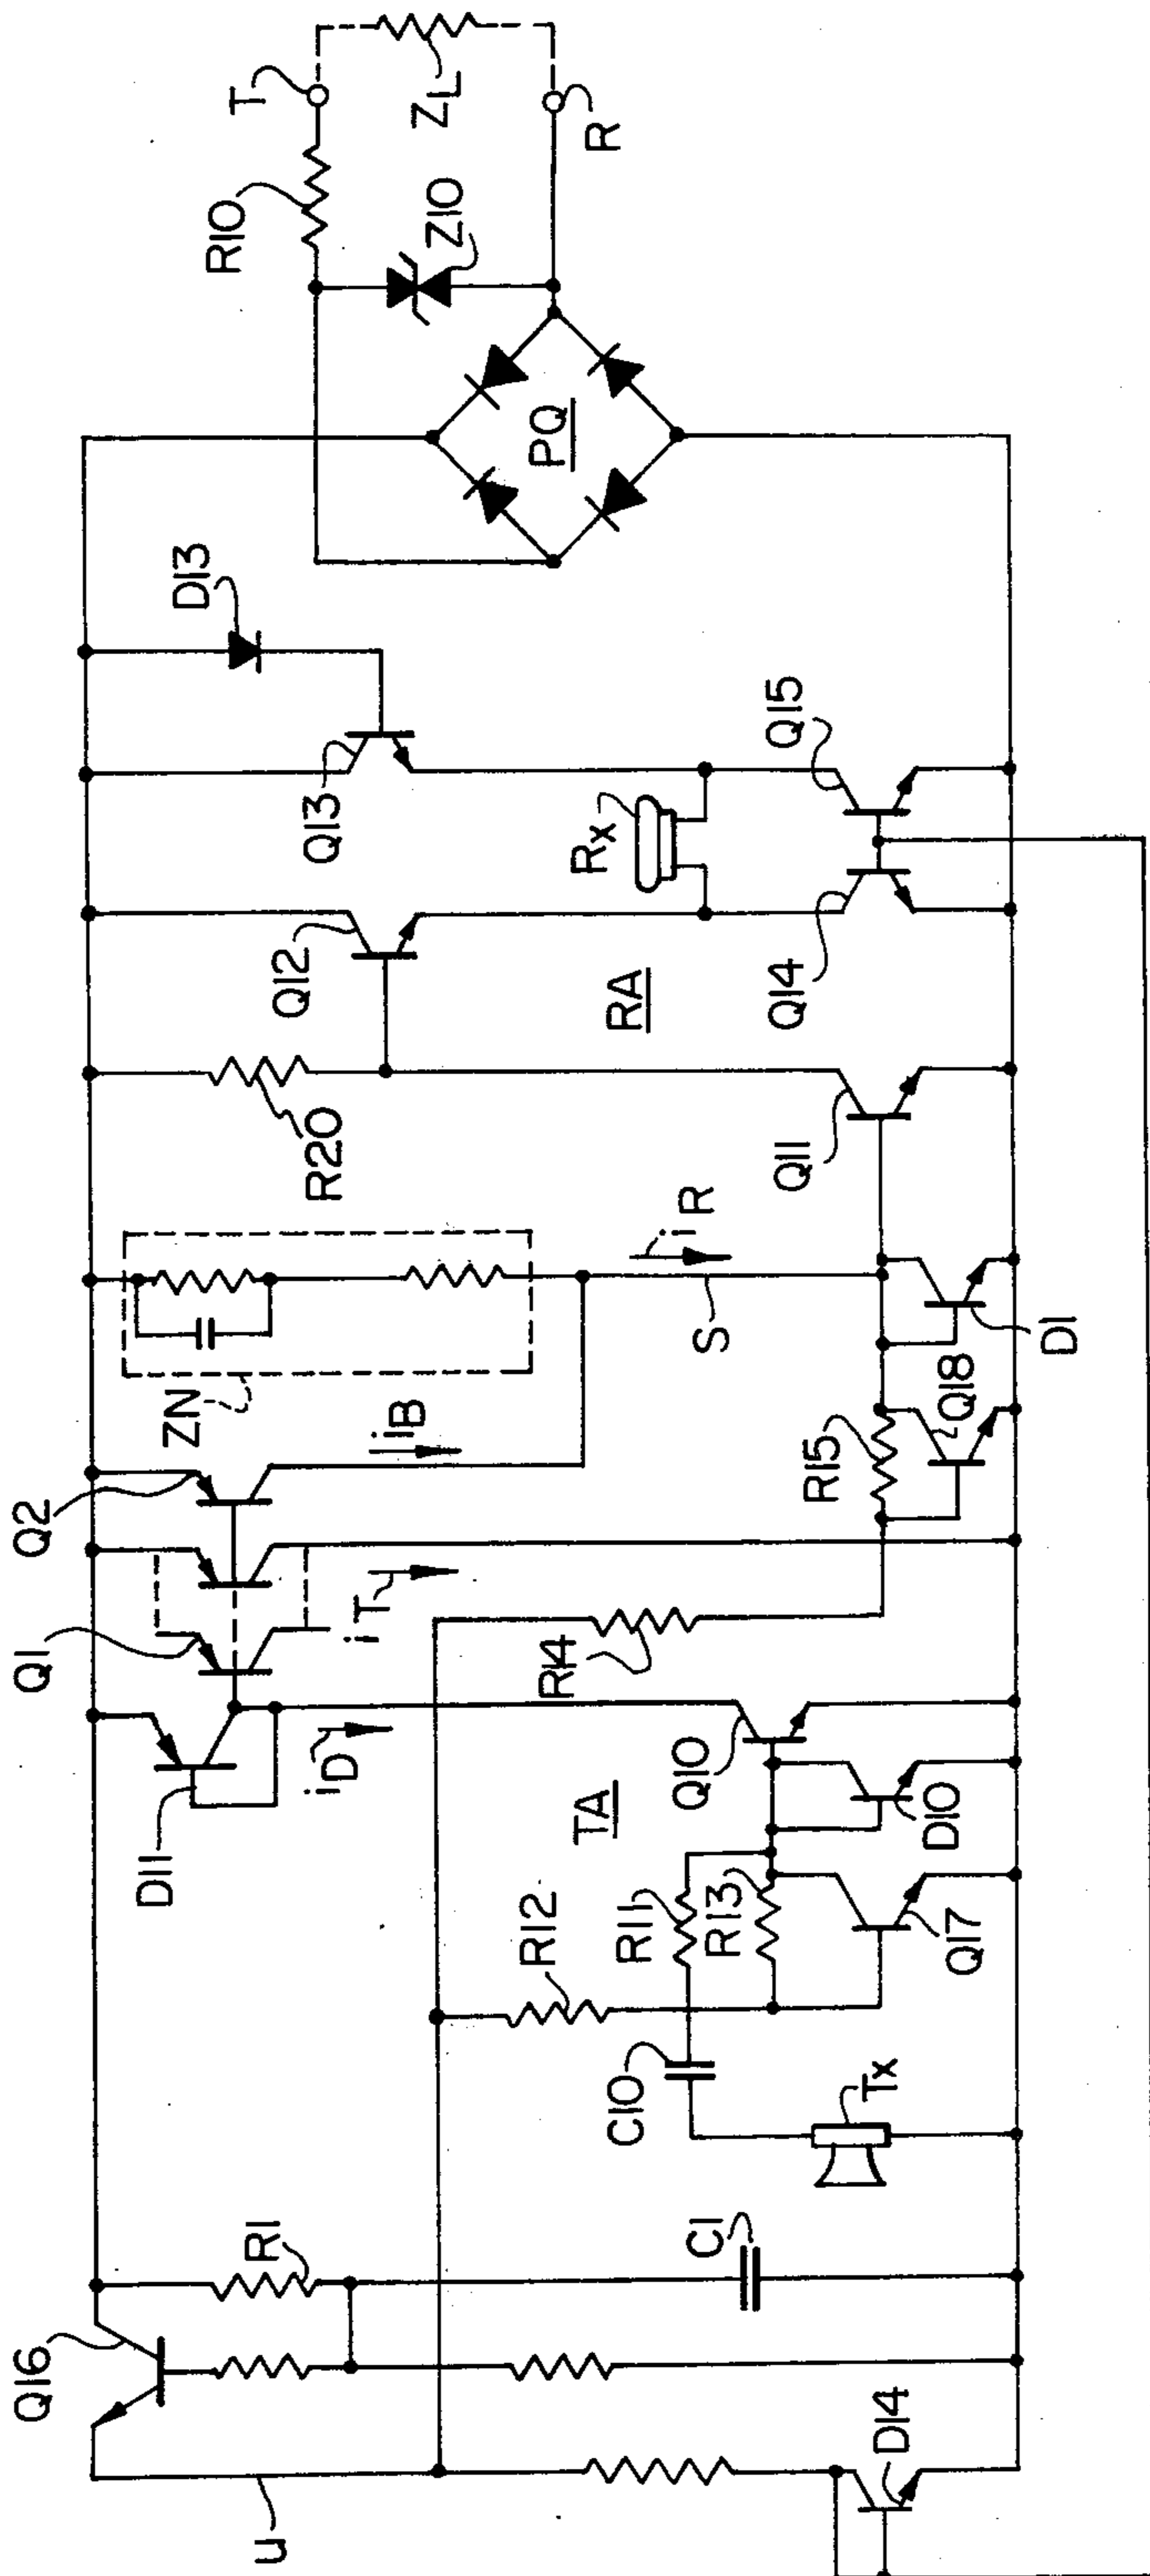 Q16
R1
u
D14
C1
C10
Tx
R12
R11
R13
Q17
D10
TA
Q10
D11
iD
Q1
iT
R14
Q2
iB
ZN
R15
Q18
D1
S
iR
R20
Q11
Q12
RA
Q14
Q13
Rx
Q15
D13
PQ
R10
Z10
T
ZL
R